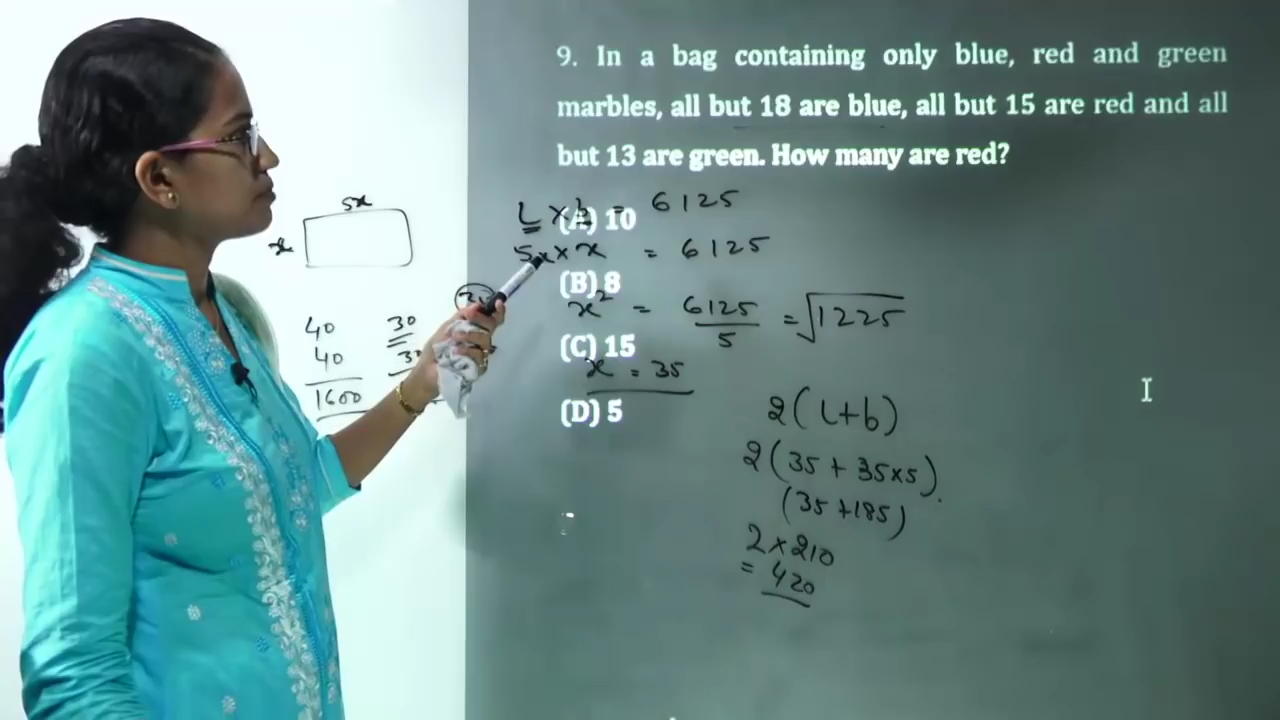 9. In a bag containing only blue, red and green
marbles, all but 18 are blue, all but 15 are red and all
but 13 are green. How many are red?
L × b = 6125
(A) 10
5x × x = 6125
(B) 8
x² = 6125/5 = √1225
(C) 15
x = 35
(D) 5
2(l+b)
2(35 + 35×5).
(35 + 185)
2×210
= 420
5x
x
40
40
1600
30